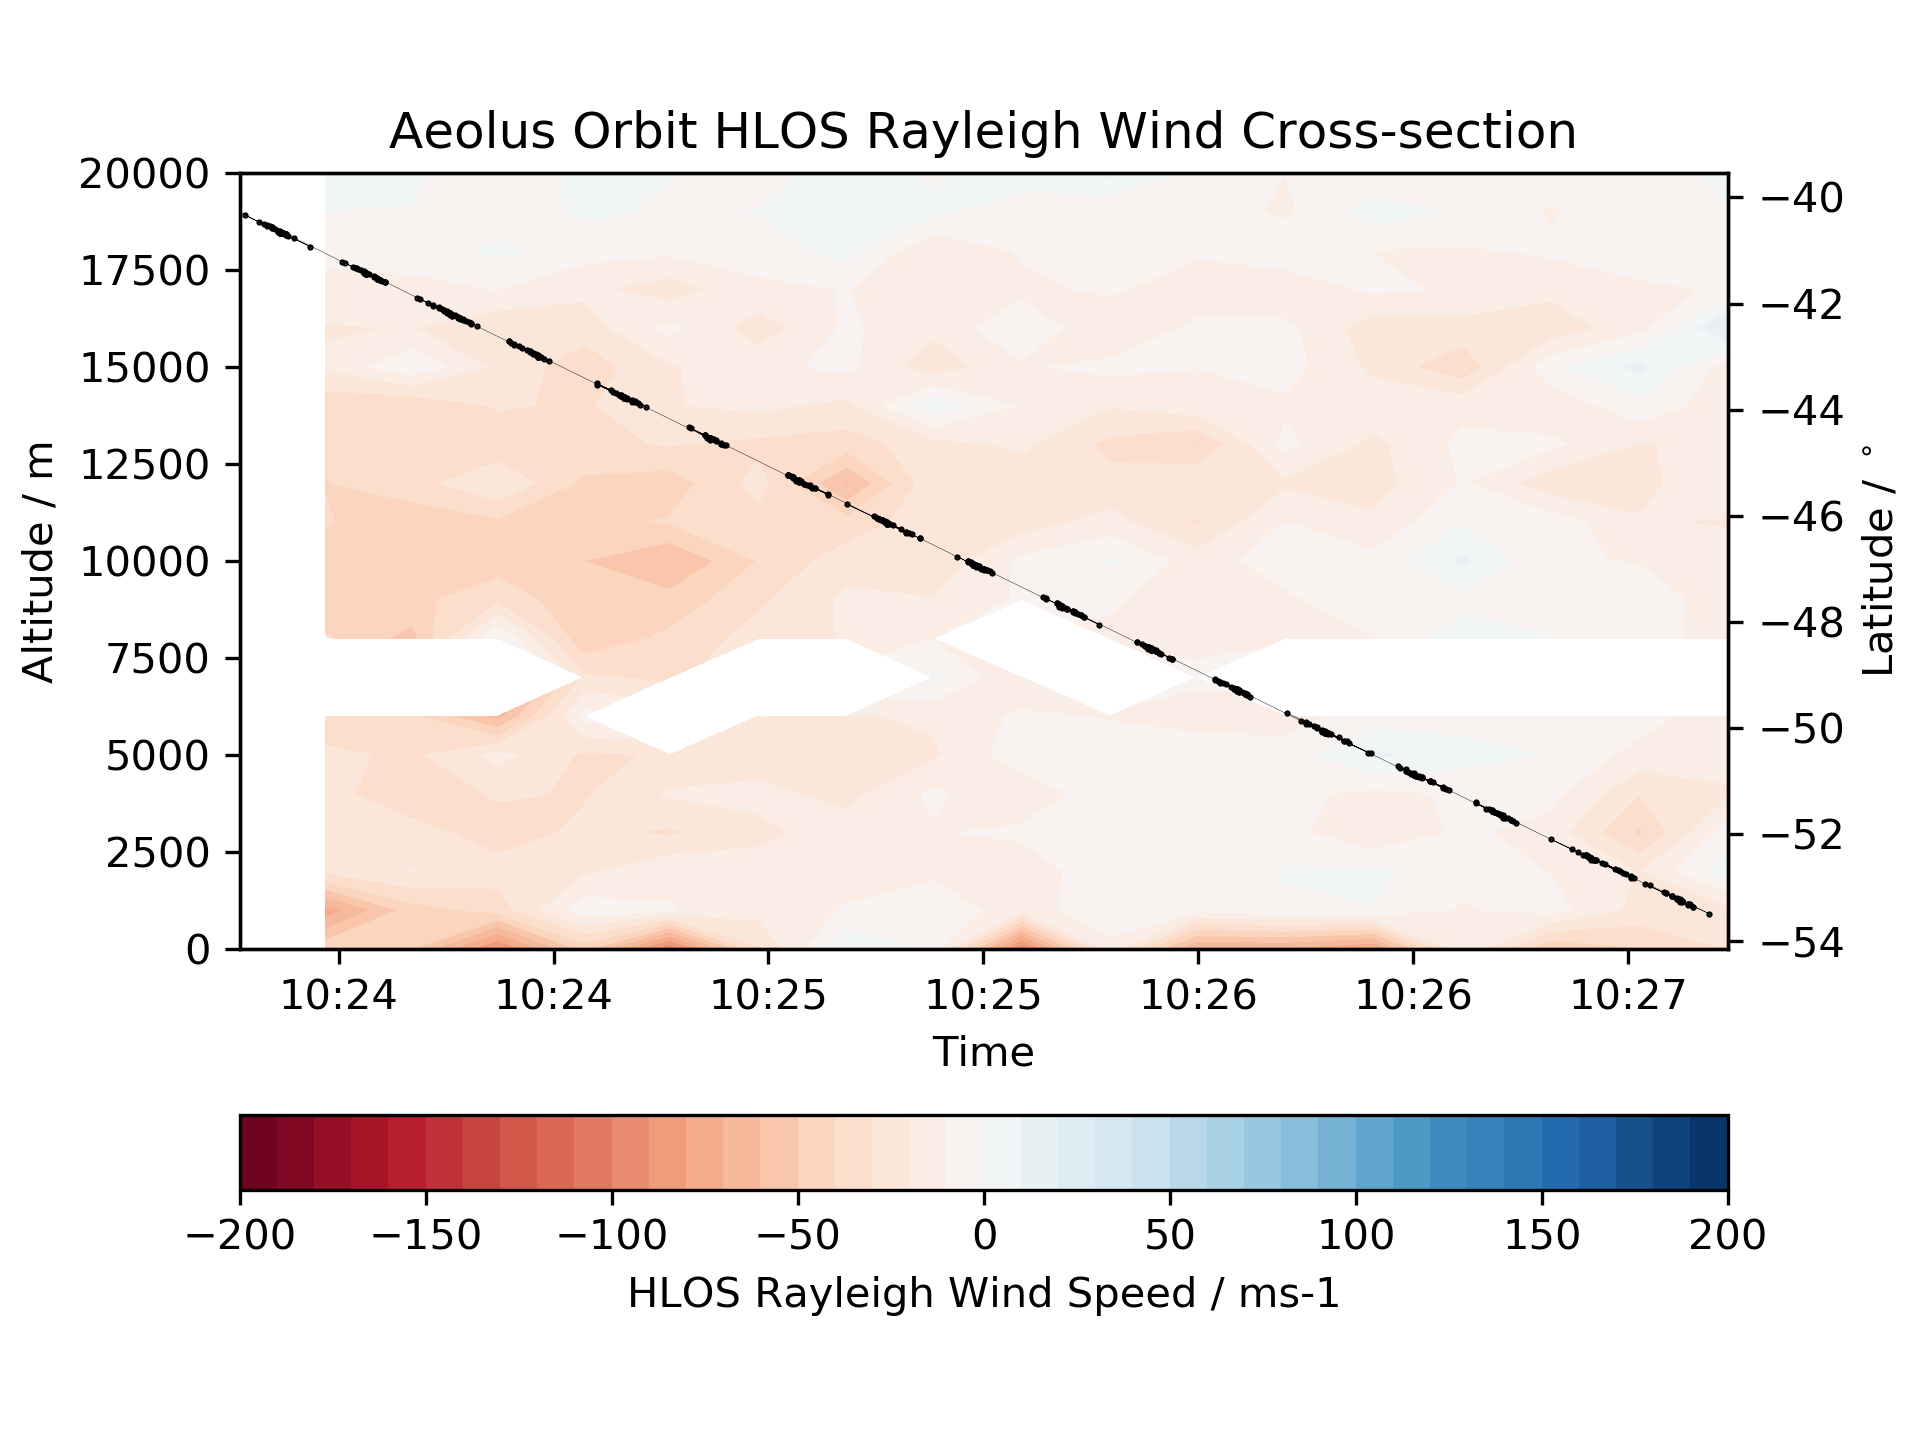 Aeolus Orbit HLOS Rayleigh Wind Cross-section
20000
17500
15000
12500
10000
7500
5000
2500
0
Altitude / m
−40
−42
−44
−46
−48
−50
−52
−54
Latitude / °
10:24 10:24 10:25 10:25 10:26 10:26 10:27
Time
−200 −150 −100 −50 0 50 100 150 200
HLOS Rayleigh Wind Speed / ms-1